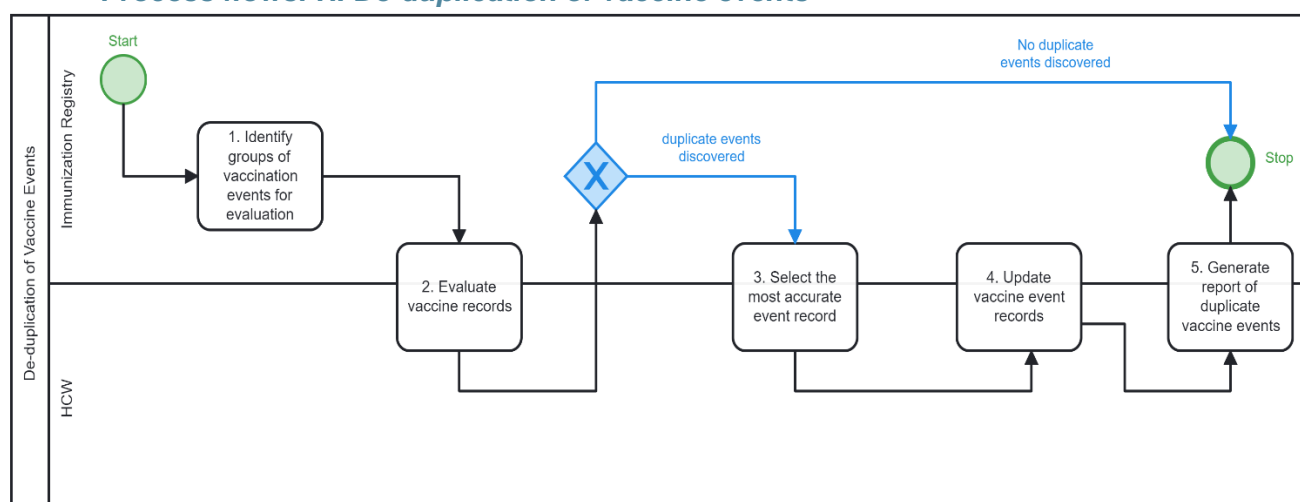 De-duplication of Vaccine Events
Immunization Registry
HCW
Start
1. Identify
groups of
vaccination
events for
evaluation
2. Evaluate
vaccine records
X
No duplicate
events discovered
duplicate events
discovered
3. Select the
most accurate
event record
4. Update
vaccine event
records
5. Generate
report of
duplicate
vaccine events
Stop